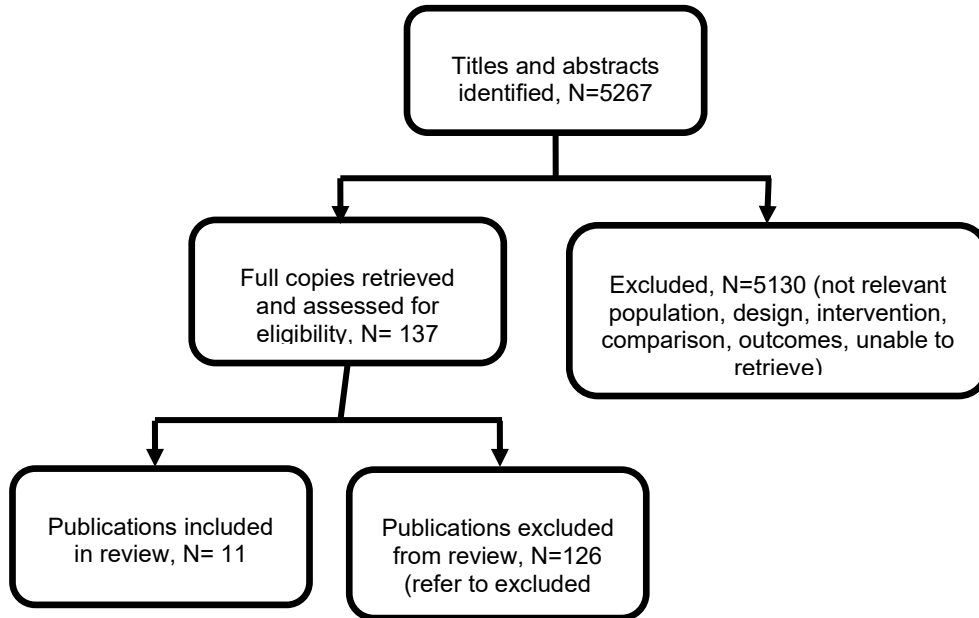 Titles and abstracts
identified, N=5267
Full copies retrieved
and assessed for
eligibility, N= 137
Excluded, N=5130 (not relevant
population, design, intervention,
comparison, outcomes, unable to
retrieve)
Publications included
in review, N= 11
Publications excluded
from review, N=126
(refer to excluded